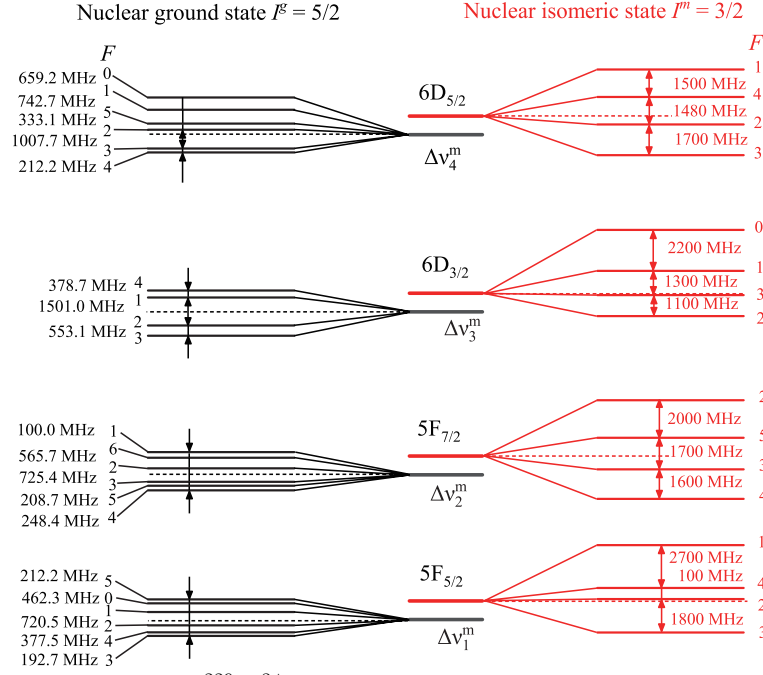 Nuclear ground state I^g = 5/2
Nuclear isomeric state I^m = 3/2
F
F
659.2 MHz 0
742.7 MHz 1
333.1 MHz 5
2
1007.7 MHz
3
212.2 MHz 4
6D5/2
Δν4^m
1
1500 MHz
4
1480 MHz
2
1700 MHz
3
378.7 MHz 4
1501.0 MHz 1
2
553.1 MHz 3
6D3/2
Δν3^m
0
2200 MHz
1
1300 MHz
3
1100 MHz
2
100.0 MHz 1
565.7 MHz 6
2
725.4 MHz
3
208.7 MHz 5
248.4 MHz 4
5F7/2
Δν2^m
2
2000 MHz
5
1700 MHz
3
1600 MHz
4
212.2 MHz 5
462.3 MHz 0
1
720.5 MHz 2
377.5 MHz 4
192.7 MHz 3
5F5/2
Δν1^m
1
2700 MHz
100 MHz 4
2
1800 MHz
3